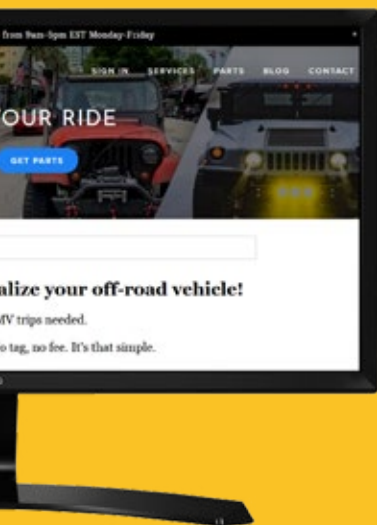 from 9am-5pm EST Monday-Friday
SIGN IN SERVICES PARTS BLOG CONTACT
OUR RIDE
GET PARTS
alize your off-road vehicle!
MV trips needed.
o tag, no fee. It's that simple.